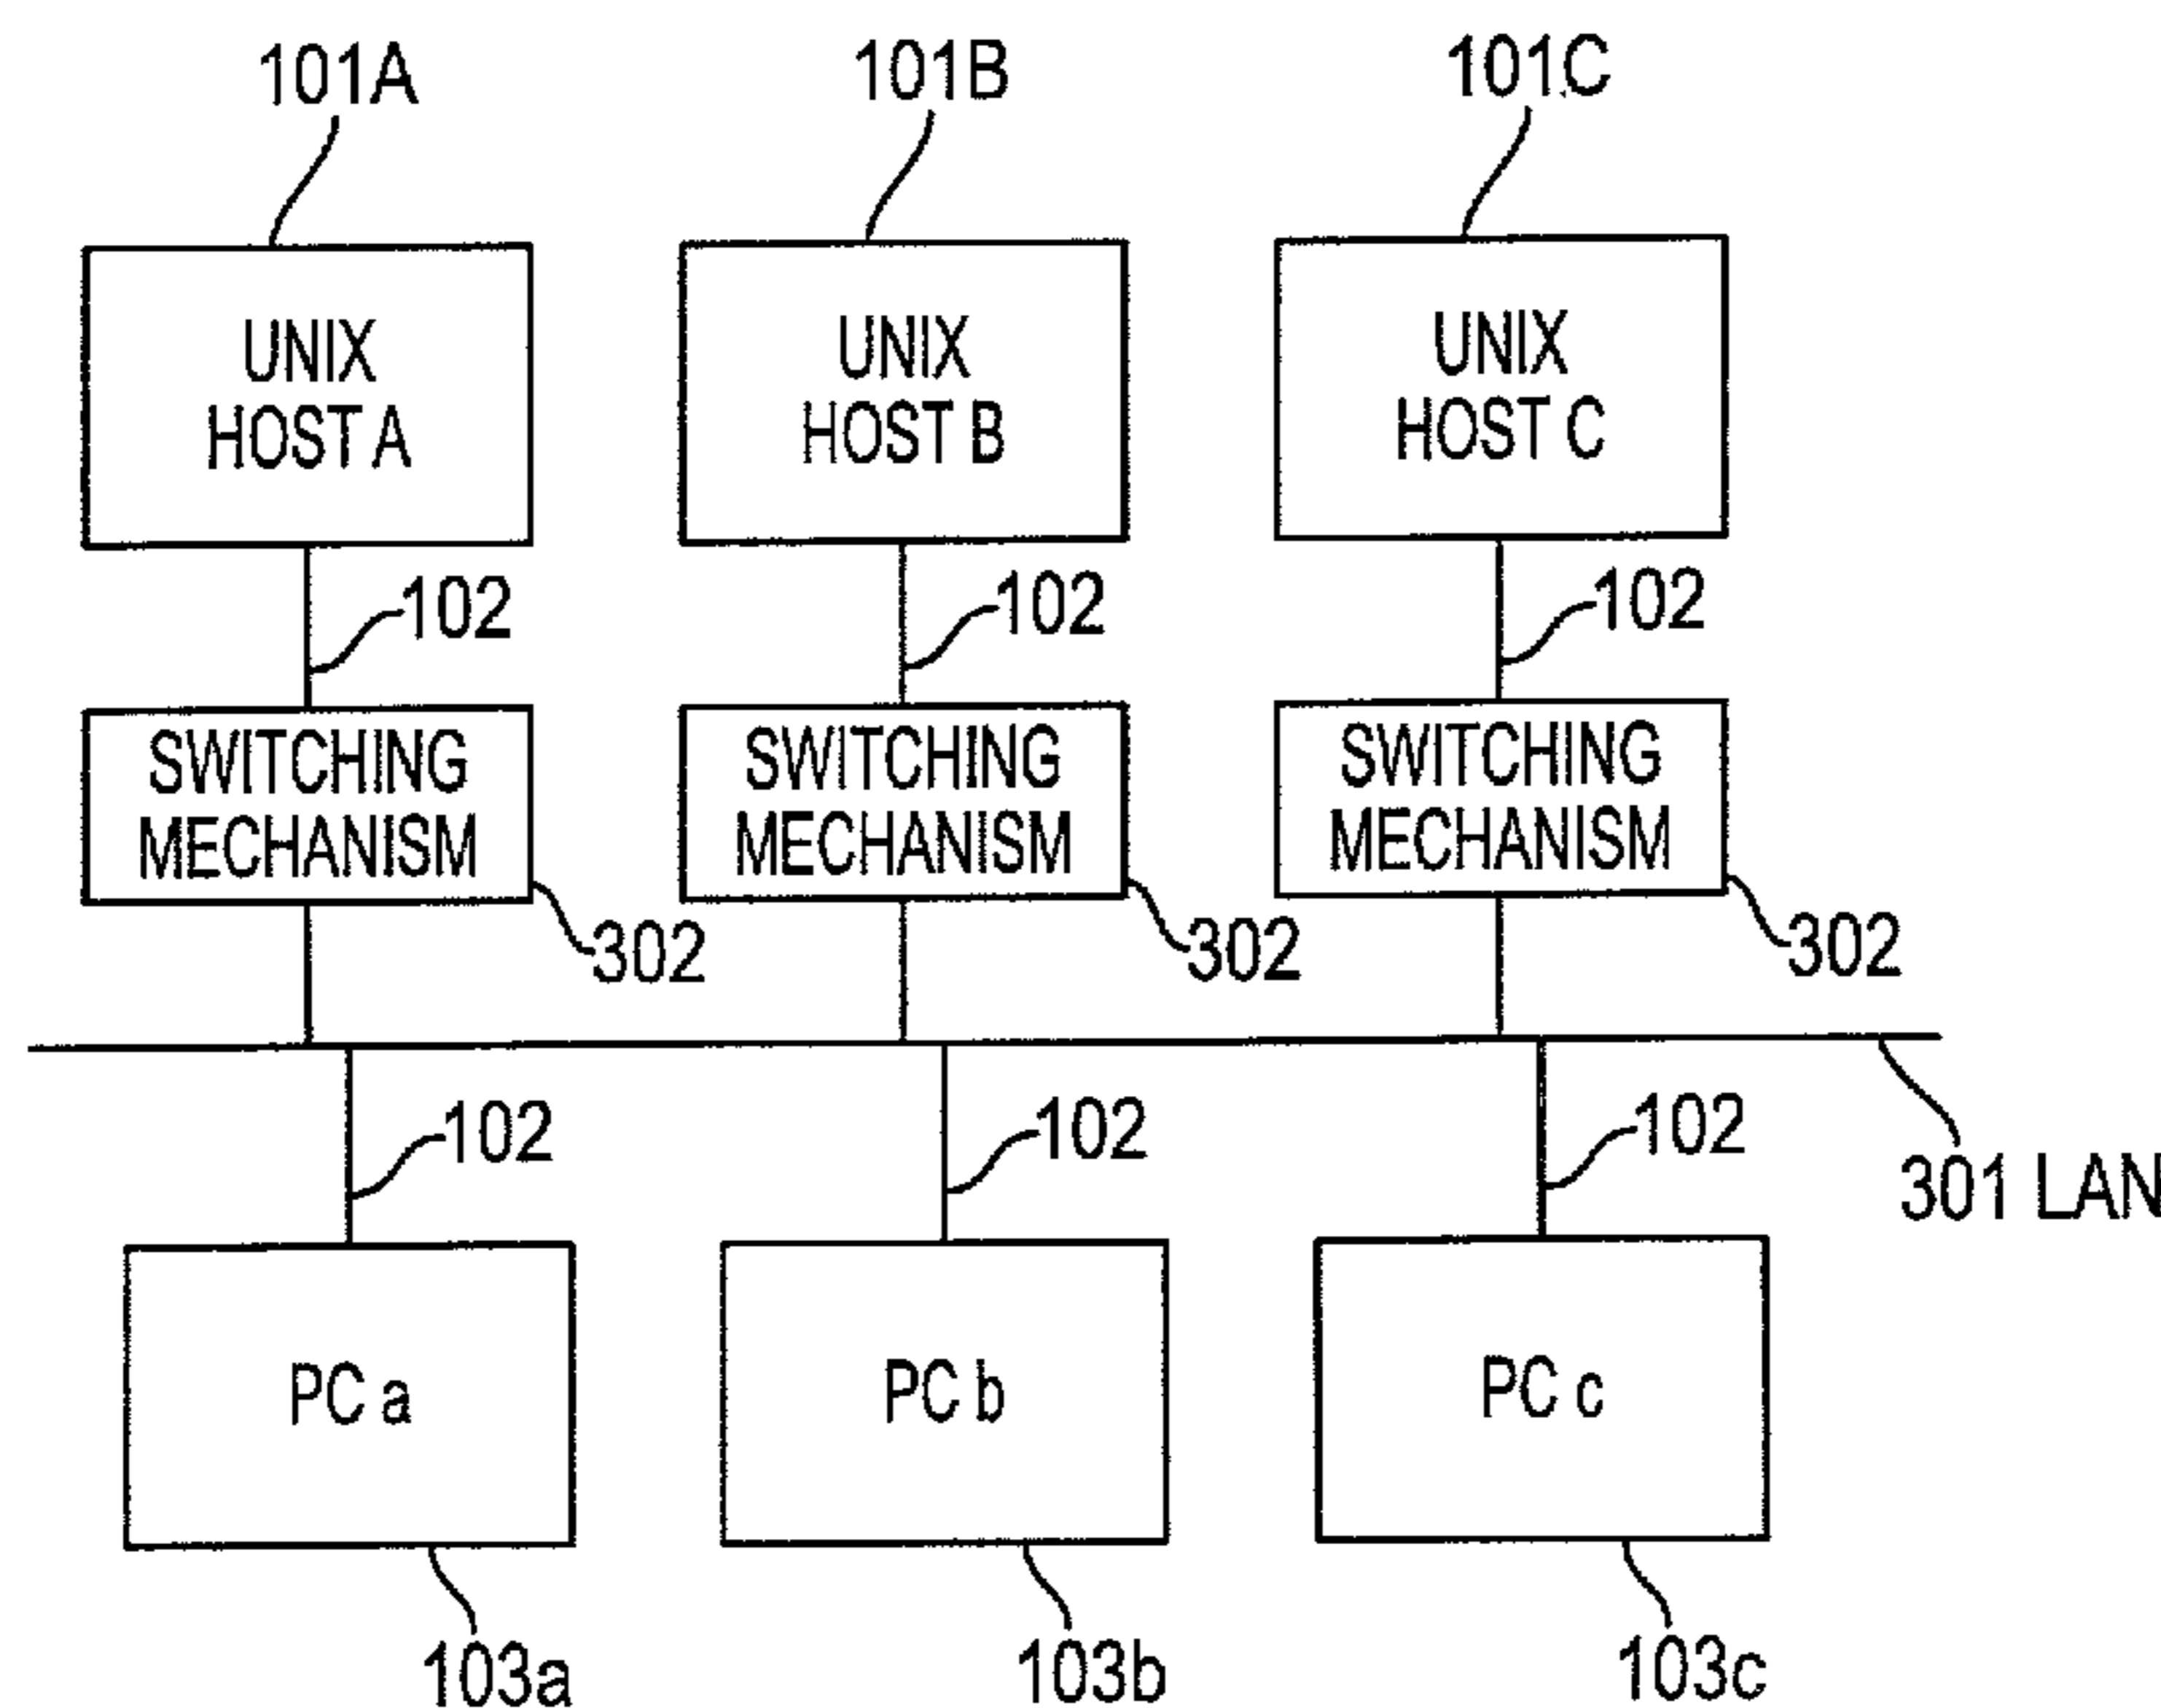 101A
101B
101C
UNIX
HOST A
UNIX
HOST B
UNIX
HOST C
102
102
102
SWITCHING
MECHANISM
SWITCHING
MECHANISM
SWITCHING
MECHANISM
302
302
302
102
102
102
301 LAN
PC a
PC b
PC c
103a
103b
103c